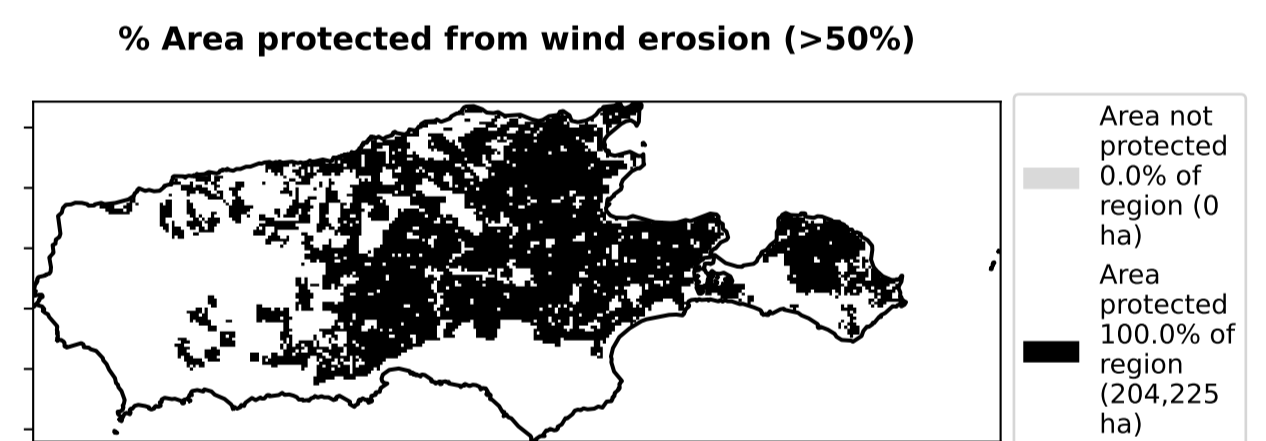 % Area protected from wind erosion (>50%)
Area not
protected
0.0% of
region (0
ha)
Area
protected
100.0% of
region
(204,225
ha)